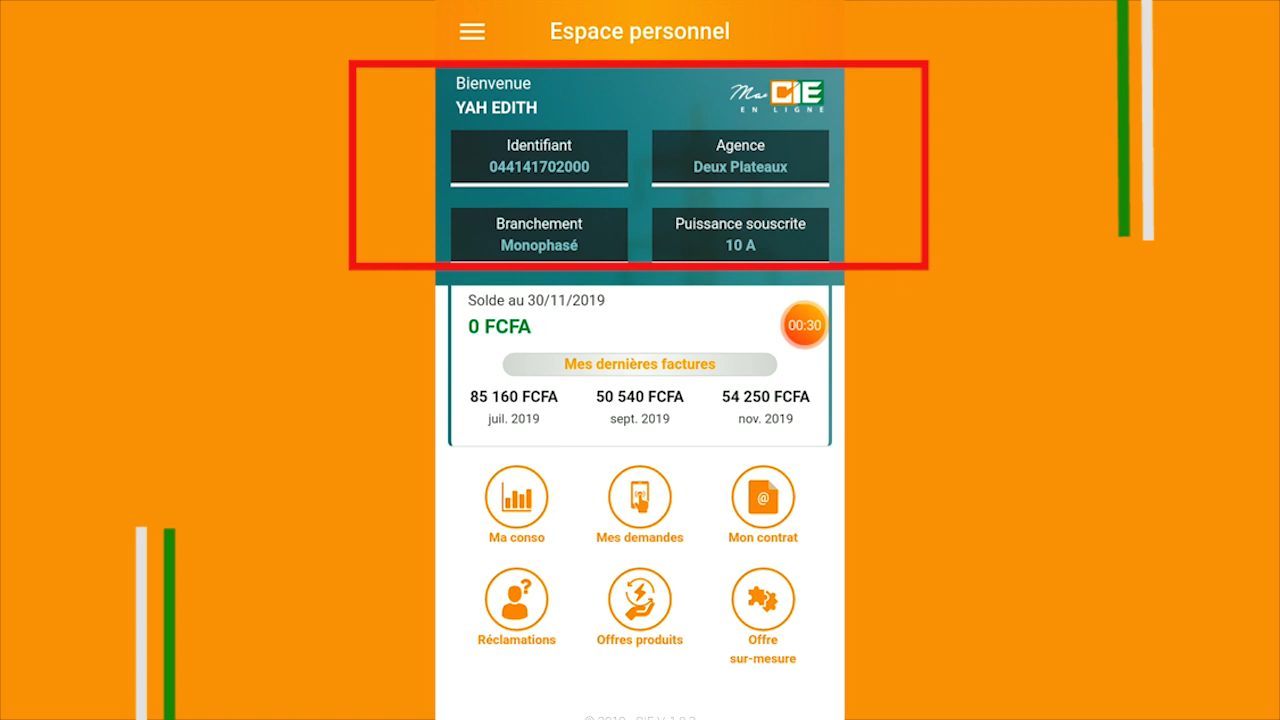 Espace personnel
Bienvenue
YAH EDITH
Ma CiE
EN LIGNE
Identifiant
044141702000
Agence
Deux Plateaux
Branchement
Monophasé
Puissance souscrite
10 A
Solde au 30/11/2019
0 FCFA
00:30
Mes dernières factures
85 160 FCFA 50 540 FCFA 54 250 FCFA
juil. 2019 sept. 2019 nov. 2019
Ma conso Mes demandes Mon contrat
Réclamations Offres produits Offre
sur-mesure